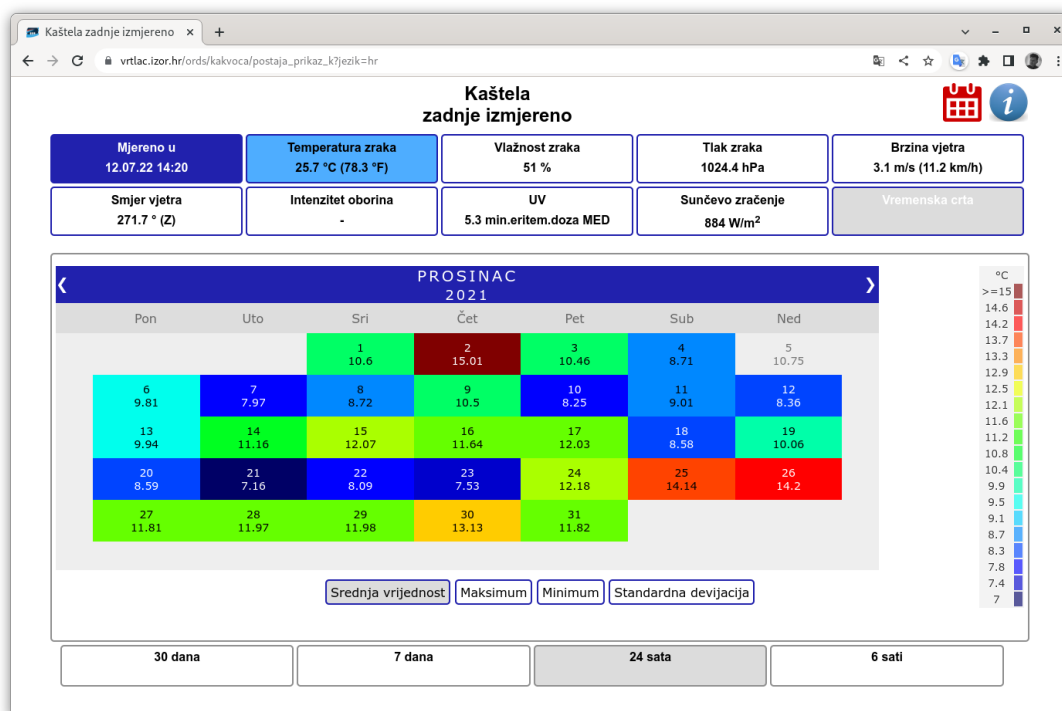 Kaštela zadnje izmjereno
vrtlac.izor.hr/ords/kakvoca/postaja_prikaz_k?jezik=hr
Kaštela
zadnje izmjereno
Mjereno u
12.07.22 14:20
Temperatura zraka
25.7 °C (78.3 °F)
Vlažnost zraka
51 %
Tlak zraka
1024.4 hPa
Brzina vjetra
3.1 m/s (11.2 km/h)
Smjer vjetra
271.7 ° (Z)
Intenzitet oborina
-
UV
5.3 min.eritem.doza MED
Sunčevo zračenje
884 W/m²
Vremenska crta
PROSINAC
2021
Pon Uto Sri Čet Pet Sub Ned
1 2 3 4 5
10.6 15.01 10.46 8.71 10.75
6 7 8 9 10 11 12
9.81 7.97 8.72 10.5 8.25 9.01 8.36
13 14 15 16 17 18 19
9.94 11.16 12.07 11.64 12.03 8.58 10.06
20 21 22 23 24 25 26
8.59 7.16 8.09 7.53 12.18 14.14 14.2
27 28 29 30 31
11.81 11.97 11.98 13.13 11.82
Srednja vrijednost Maksimum Minimum Standardna devijacija
°C
>=15
14.6
14.2
13.7
13.3
12.9
12.5
12.1
11.6
11.2
10.8
10.4
9.9
9.5
9.1
8.7
8.3
7.8
7.4
7
30 dana 7 dana 24 sata 6 sati